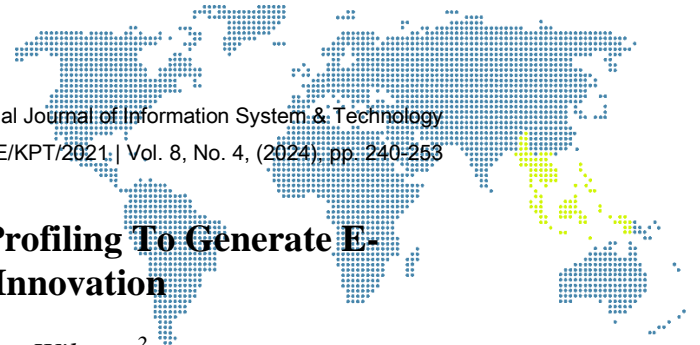 al Journal of Information System & Technology
E/KPT/2021 | Vol. 8, No. 4, (2024), pp. 240-253
Profiling To Generate E-
Innovation
2